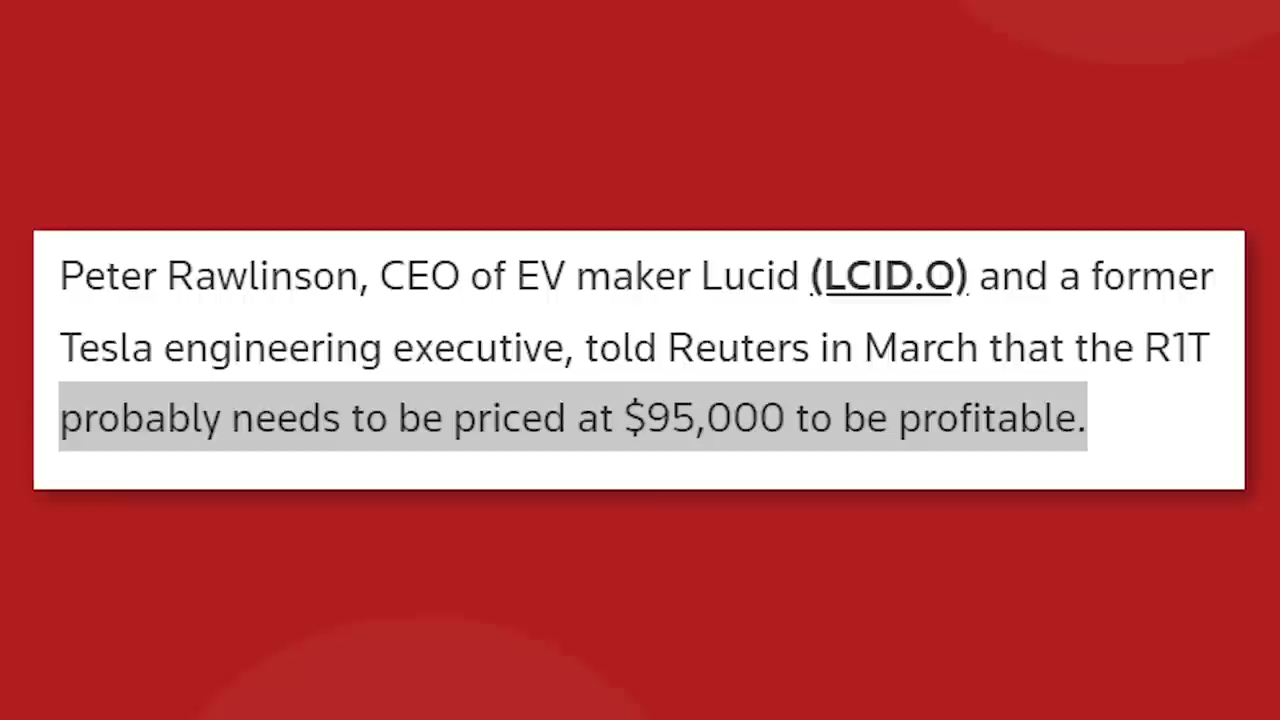 Peter Rawlinson, CEO of EV maker Lucid (LCID.O) and a former
Tesla engineering executive, told Reuters in March that the R1T
probably needs to be priced at $95,000 to be profitable.